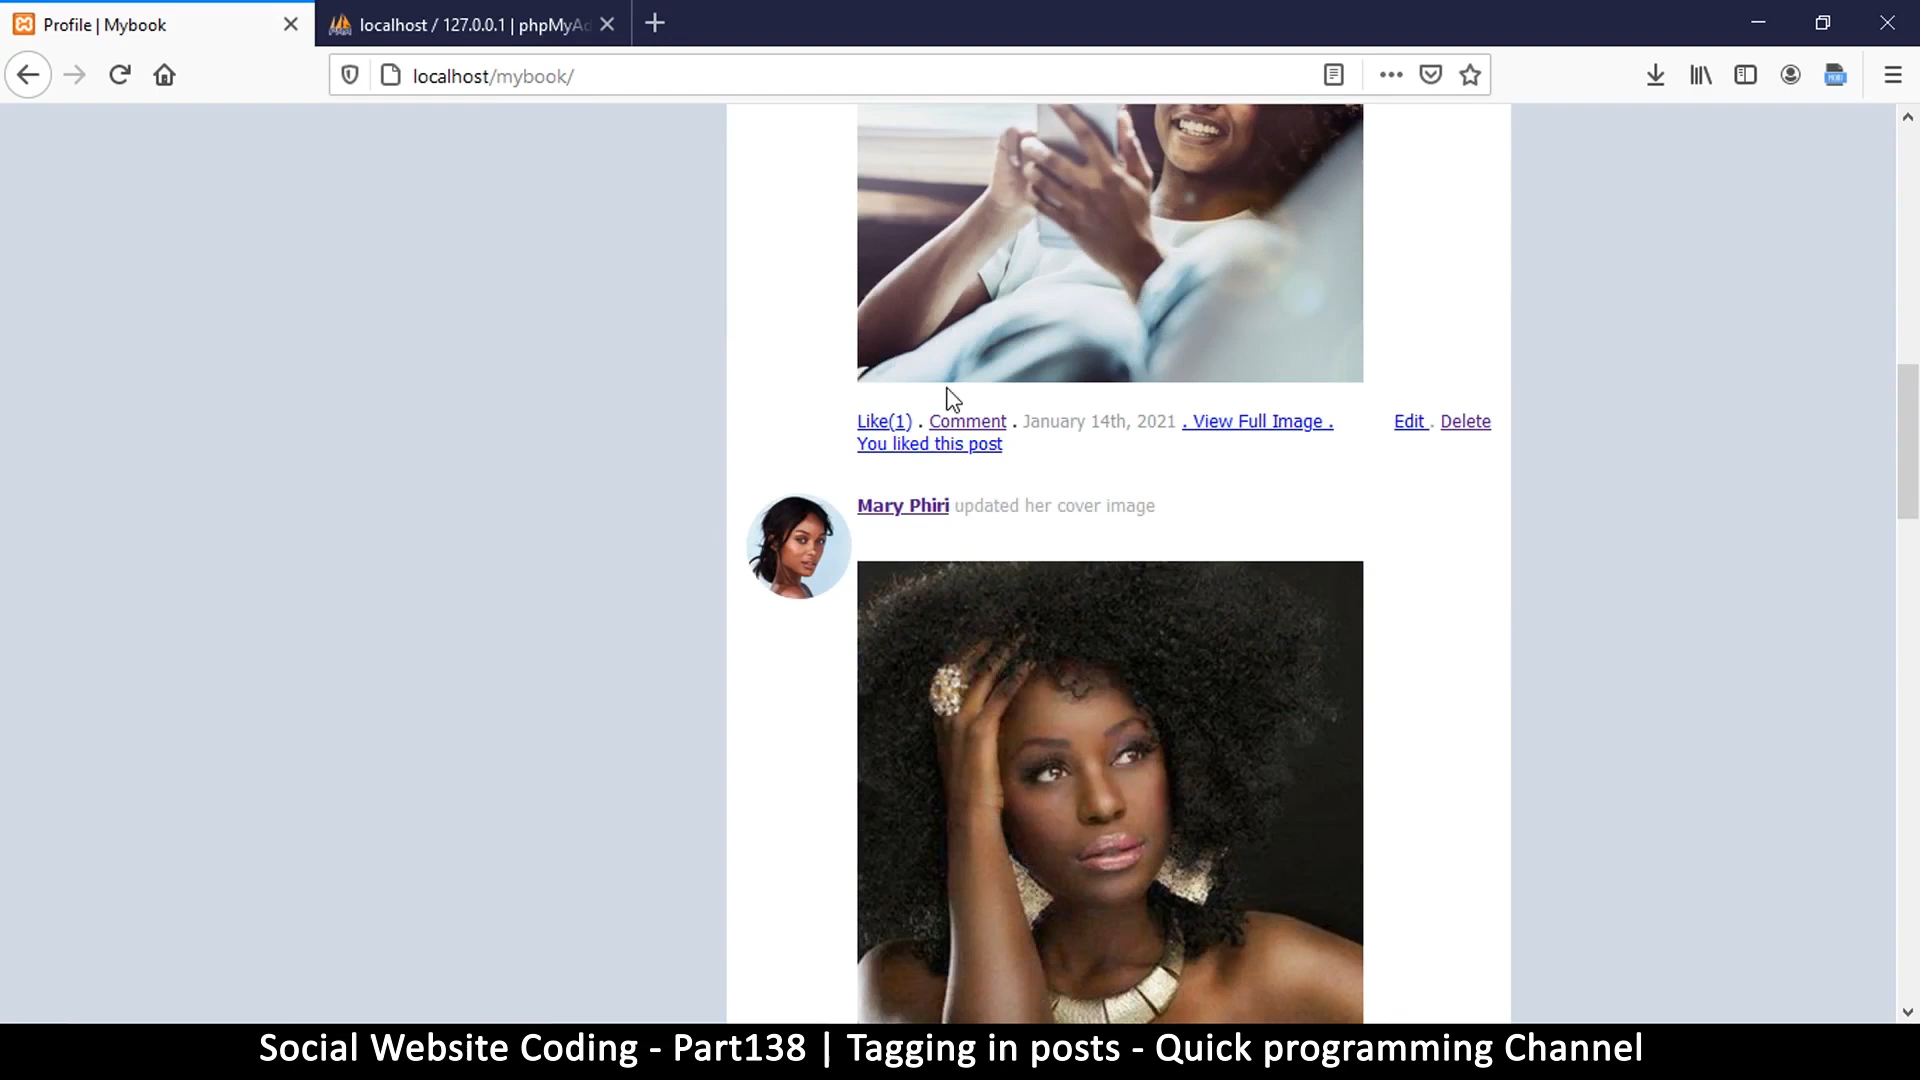 Profile | Mybook
localhost / 127.0.0.1 | phpMyAd
localhost/mybook/
Like(1) . Comment . January 14th, 2021 . View Full Image . Edit . Delete
You liked this post
Mary Phiri updated her cover image
Social Website Coding - Part138 | Tagging in posts - Quick programming Channel